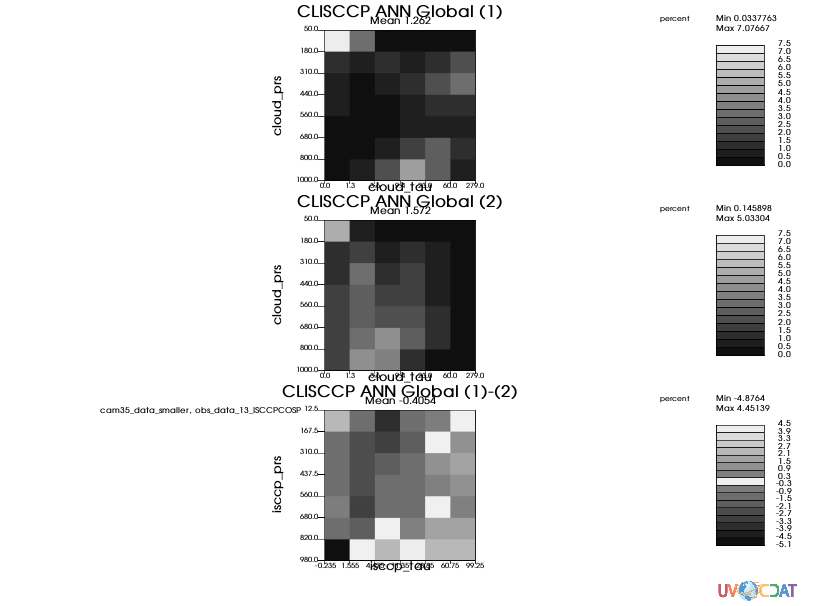 CLISCCP ANN Global (1)
Mean 1.262
percent
Min 0.0337763
Max 7.07667
cloud_prs
50.0
180.0
310.0
440.0
560.0
680.0
800.0
1000.0
0.0 1.3 9.4 60.0 279.0
cloud_tau
7.5
7.0
6.5
6.0
5.5
5.0
4.5
4.0
3.5
3.0
2.5
2.0
1.5
1.0
0.5
0.0
CLISCCP ANN Global (2)
Mean 1.572
percent
Min 0.145898
Max 5.03304
cloud_prs
50.0
180.0
310.0
440.0
560.0
680.0
800.0
1000.0
0.0 1.3 60.0 279.0
cloud_tau
7.5
7.0
6.5
6.0
5.5
5.0
4.5
4.0
3.5
3.0
2.5
2.0
1.5
1.0
0.5
0.0
CLISCCP ANN Global (1)-(2)
Mean -0.4054
percent
Min -4.8764
Max 4.45139
cam35_data_smaller, obs_data_13_ISCCPCOSP
isccp_prs
12.5
167.5
310.0
437.5
560.0
680.0
820.0
980.0
-0.235 1.555 60.75 99.25
isccp_tau
4.5
3.9
3.3
2.7
2.1
1.5
0.9
0.3
-0.3
-0.9
-1.5
-2.1
-2.7
-3.3
-3.9
-4.5
-5.1
UV-CDAT